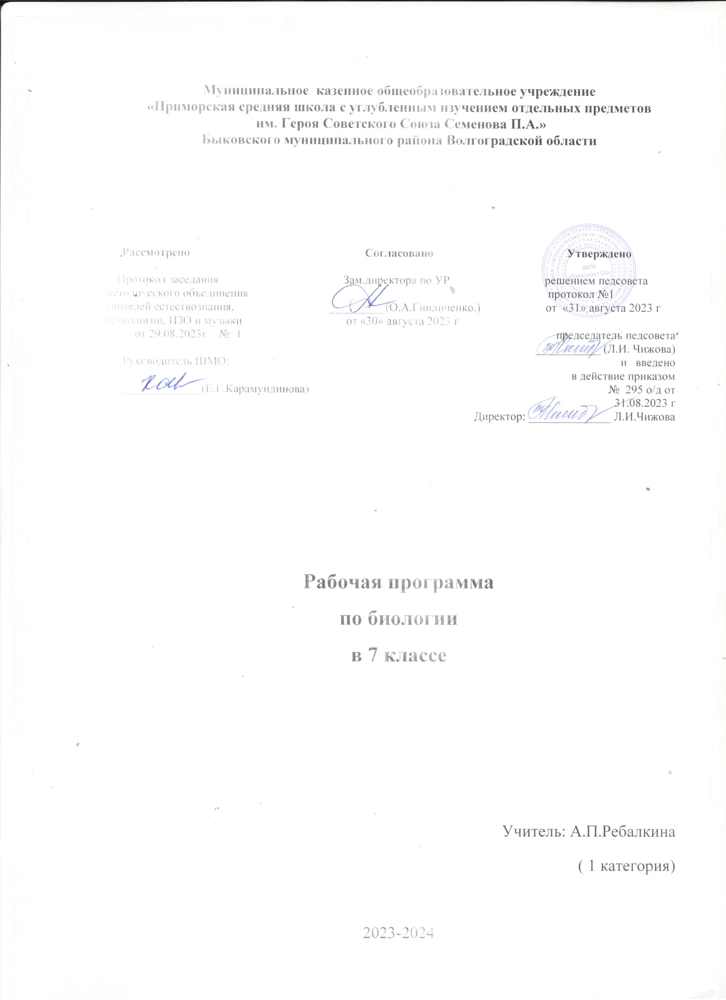 Муниципальное казенное общеобразовательное учреждение
«Приморская средняя школа с углубленным изучением отдельных предметов
им. Героя Советского Союза Семенова П.А.»
Быковского муниципального района Волгоградской области
Рассмотрено
Протокол заседания
методического объединения
учителей естествознания,
технологии, ИЗО и музыки
от 29.08.2023г. № 1
Руководитель ШМО:
(Е.Г.Карамундинова)
Согласовано
Зам.директора по УР
(О.А.Гниличенко.)
от «30» августа 2023 г
Утверждено
решением педсовета
протокол №1
от «31» августа 2023 г
председатель педсовета
(Л.И. Чижова)
и введено
в действие приказом
№ 295 о/д от
31.08.2023 г
Директор: Л.И.Чижова
МКОУ
«Приморская СШ»
Рабочая программа
по биологии
в 7 классе
Учитель: А.П.Ребалкина
( 1 категория)
2023-2024